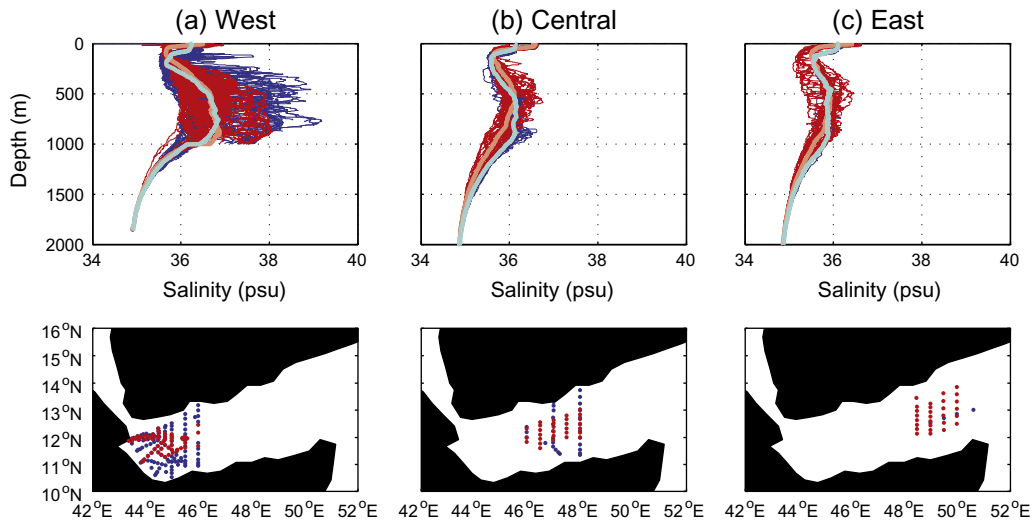 (a) West (b) Central (c) East
0
500
1000
1500
2000
Depth (m)
34 36 38 40 34 36 38 40 34 36 38 40
Salinity (psu) Salinity (psu) Salinity (psu)
16°N
15°N
14°N
13°N
12°N
11°N
10°N
42°E 44°E 46°E 48°E 50°E 52°E 42°E 44°E 46°E 48°E 50°E 52°E 42°E 44°E 46°E 48°E 50°E 52°E